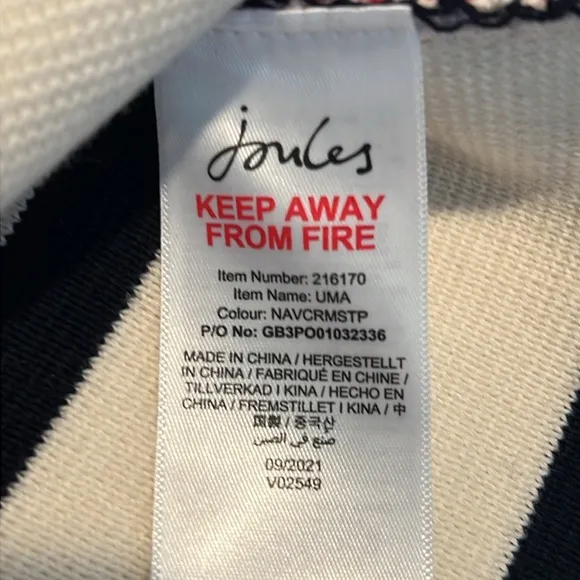 Joules
KEEP AWAY
FROM FIRE
Item Number: 216170
Item Name: UMA
Colour: NAVCRMSTP
P/O No: GB3PO01032336
MADE IN CHINA / HERGESTELLT
IN CHINA / FABRIQUÉ EN CHINE /
TILLVERKAD I KINA / HECHO EN
CHINA / FREMSTILLET I KINA / 中
国製 / 중국산
صنع في الصين
09/2021
V02549